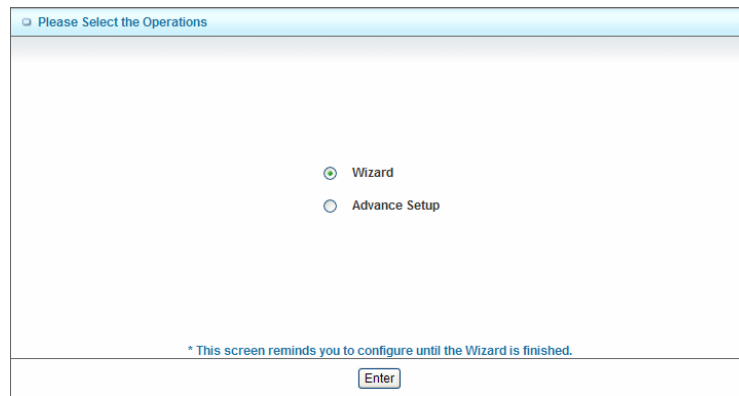 Please Select the Operations
Wizard
Advance Setup
* This screen reminds you to configure until the Wizard is finished.
Enter